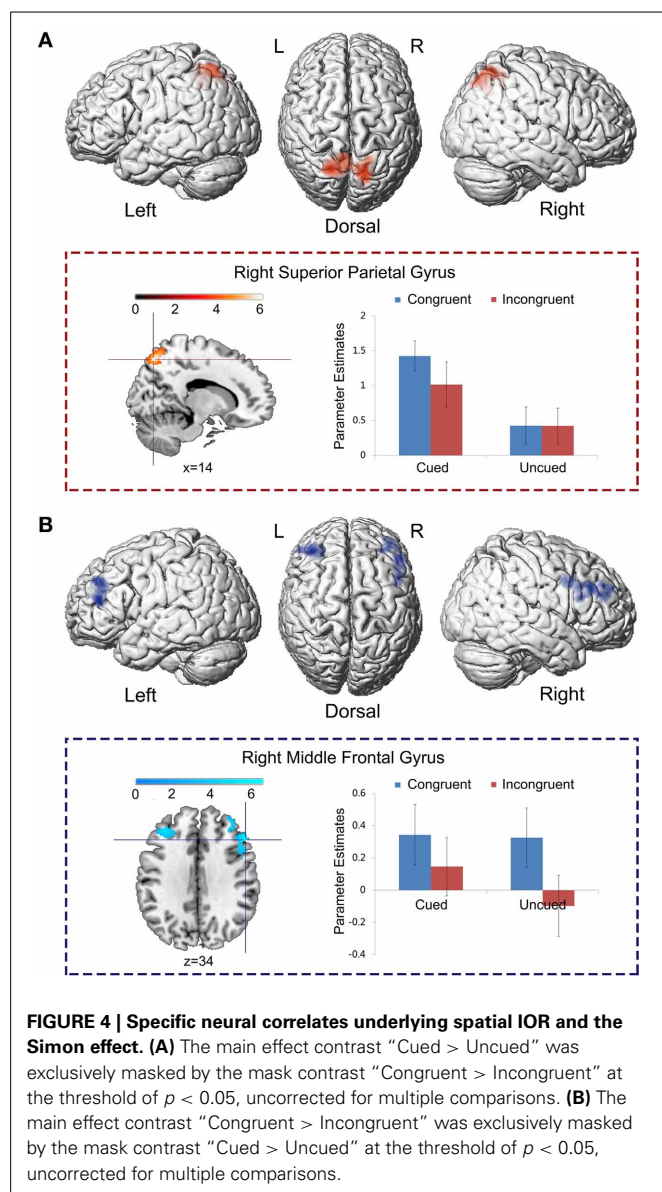 A
L R
Left
Dorsal
Right
Right Superior Parietal Gyrus
0 2 4 6
x=14
Congruent Incongruent
Parameter Estimates
2
1.5
1
0.5
0
Cued Uncued
B
L R
Left
Dorsal
Right
Right Middle Frontal Gyrus
0 2 4 6
z=34
Congruent Incongruent
Parameter Estimates
0.6
0.4
0.2
0
-0.2
-0.4
Cued Uncued
FIGURE 4 | Specific neural correlates underlying spatial IOR and the
Simon effect. (A) The main effect contrast “Cued > Uncued” was
exclusively masked by the mask contrast “Congruent > Incongruent” at
the threshold of p < 0.05, uncorrected for multiple comparisons. (B) The
main effect contrast “Congruent > Incongruent” was exclusively masked
by the mask contrast “Cued > Uncued” at the threshold of p < 0.05,
uncorrected for multiple comparisons.